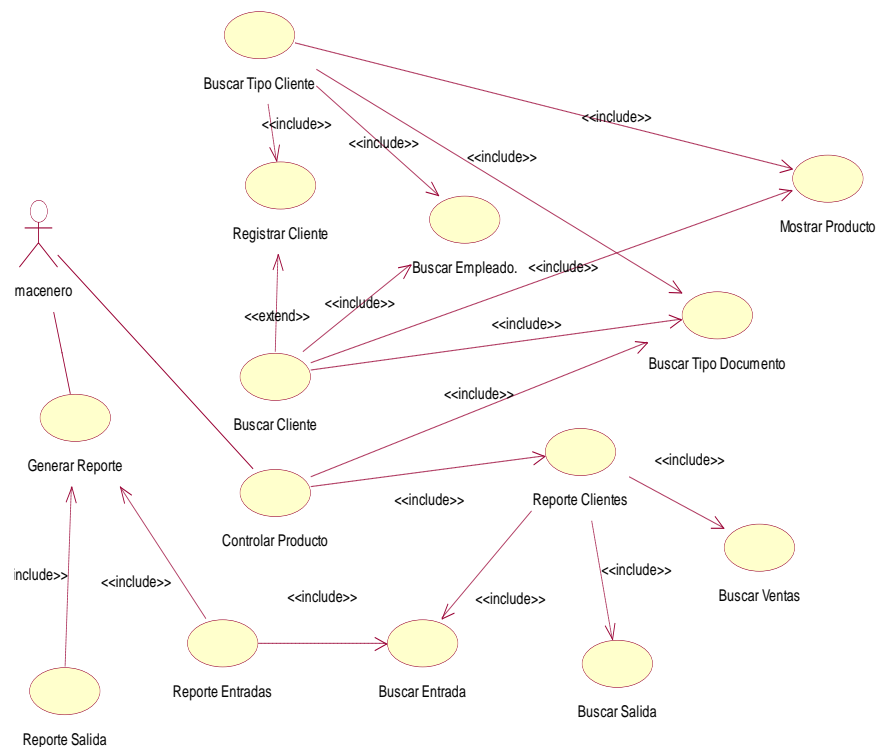 Buscar Tipo Cliente
<<include>>
<<include>>
<<include>>
<<include>>
Registrar Cliente
Buscar Empleado.
Mostrar Producto
macenero
<<include>>
<<extend>>
<<include>>
<<include>>
Buscar Tipo Documento
Buscar Cliente
<<include>>
Generar Reporte
Controlar Producto
<<include>>
Reporte Clientes
<<include>>
include>>
<<include>>
<<include>>
<<include>>
<<include>>
Buscar Ventas
Reporte Entradas
Buscar Entrada
Buscar Salida
Reporte Salida